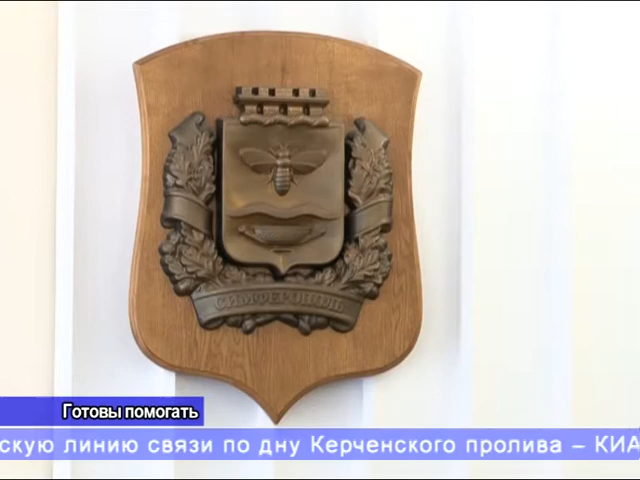 СИМФЕРОПОЛЬ
Готовы помогать
скую линию связи по дну Керченского пролива – КИА